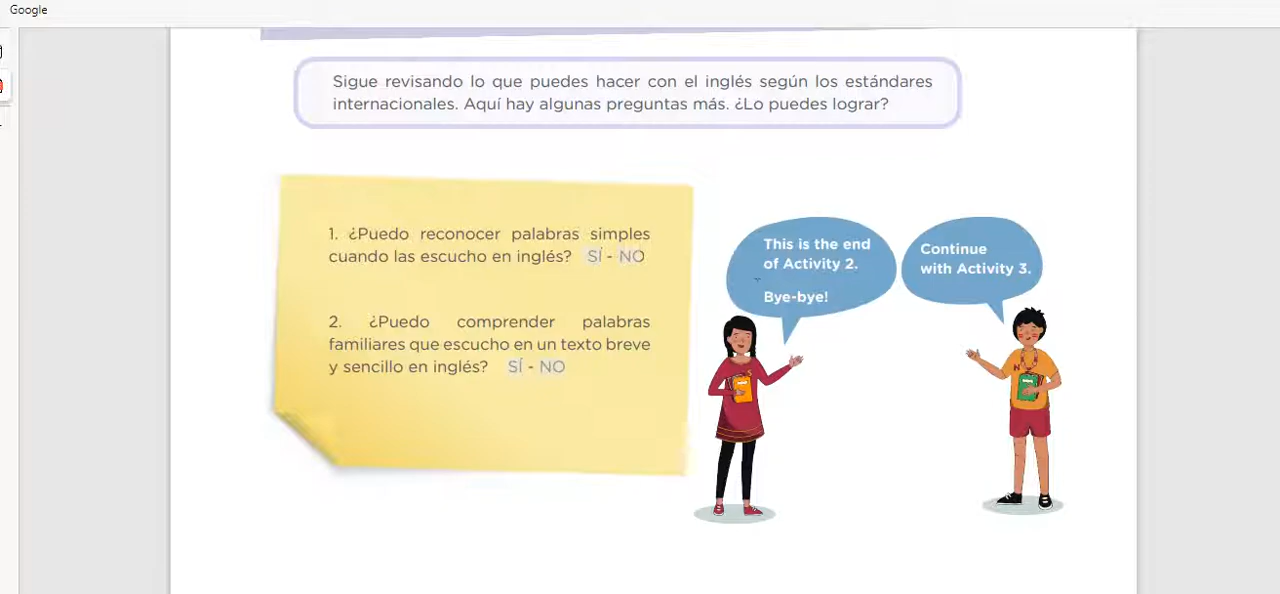 Google
Sigue revisando lo que puedes hacer con el inglés según los estándares
internacionales. Aquí hay algunas preguntas más. ¿Lo puedes lograr?
1. ¿Puedo reconocer palabras simples
cuando las escucho en inglés? SÍ - NO
2. ¿Puedo comprender palabras
familiares que escucho en un texto breve
y sencillo en inglés? SÍ - NO
This is the end
of Activity 2.
Bye-bye!
Continue
with Activity 3.